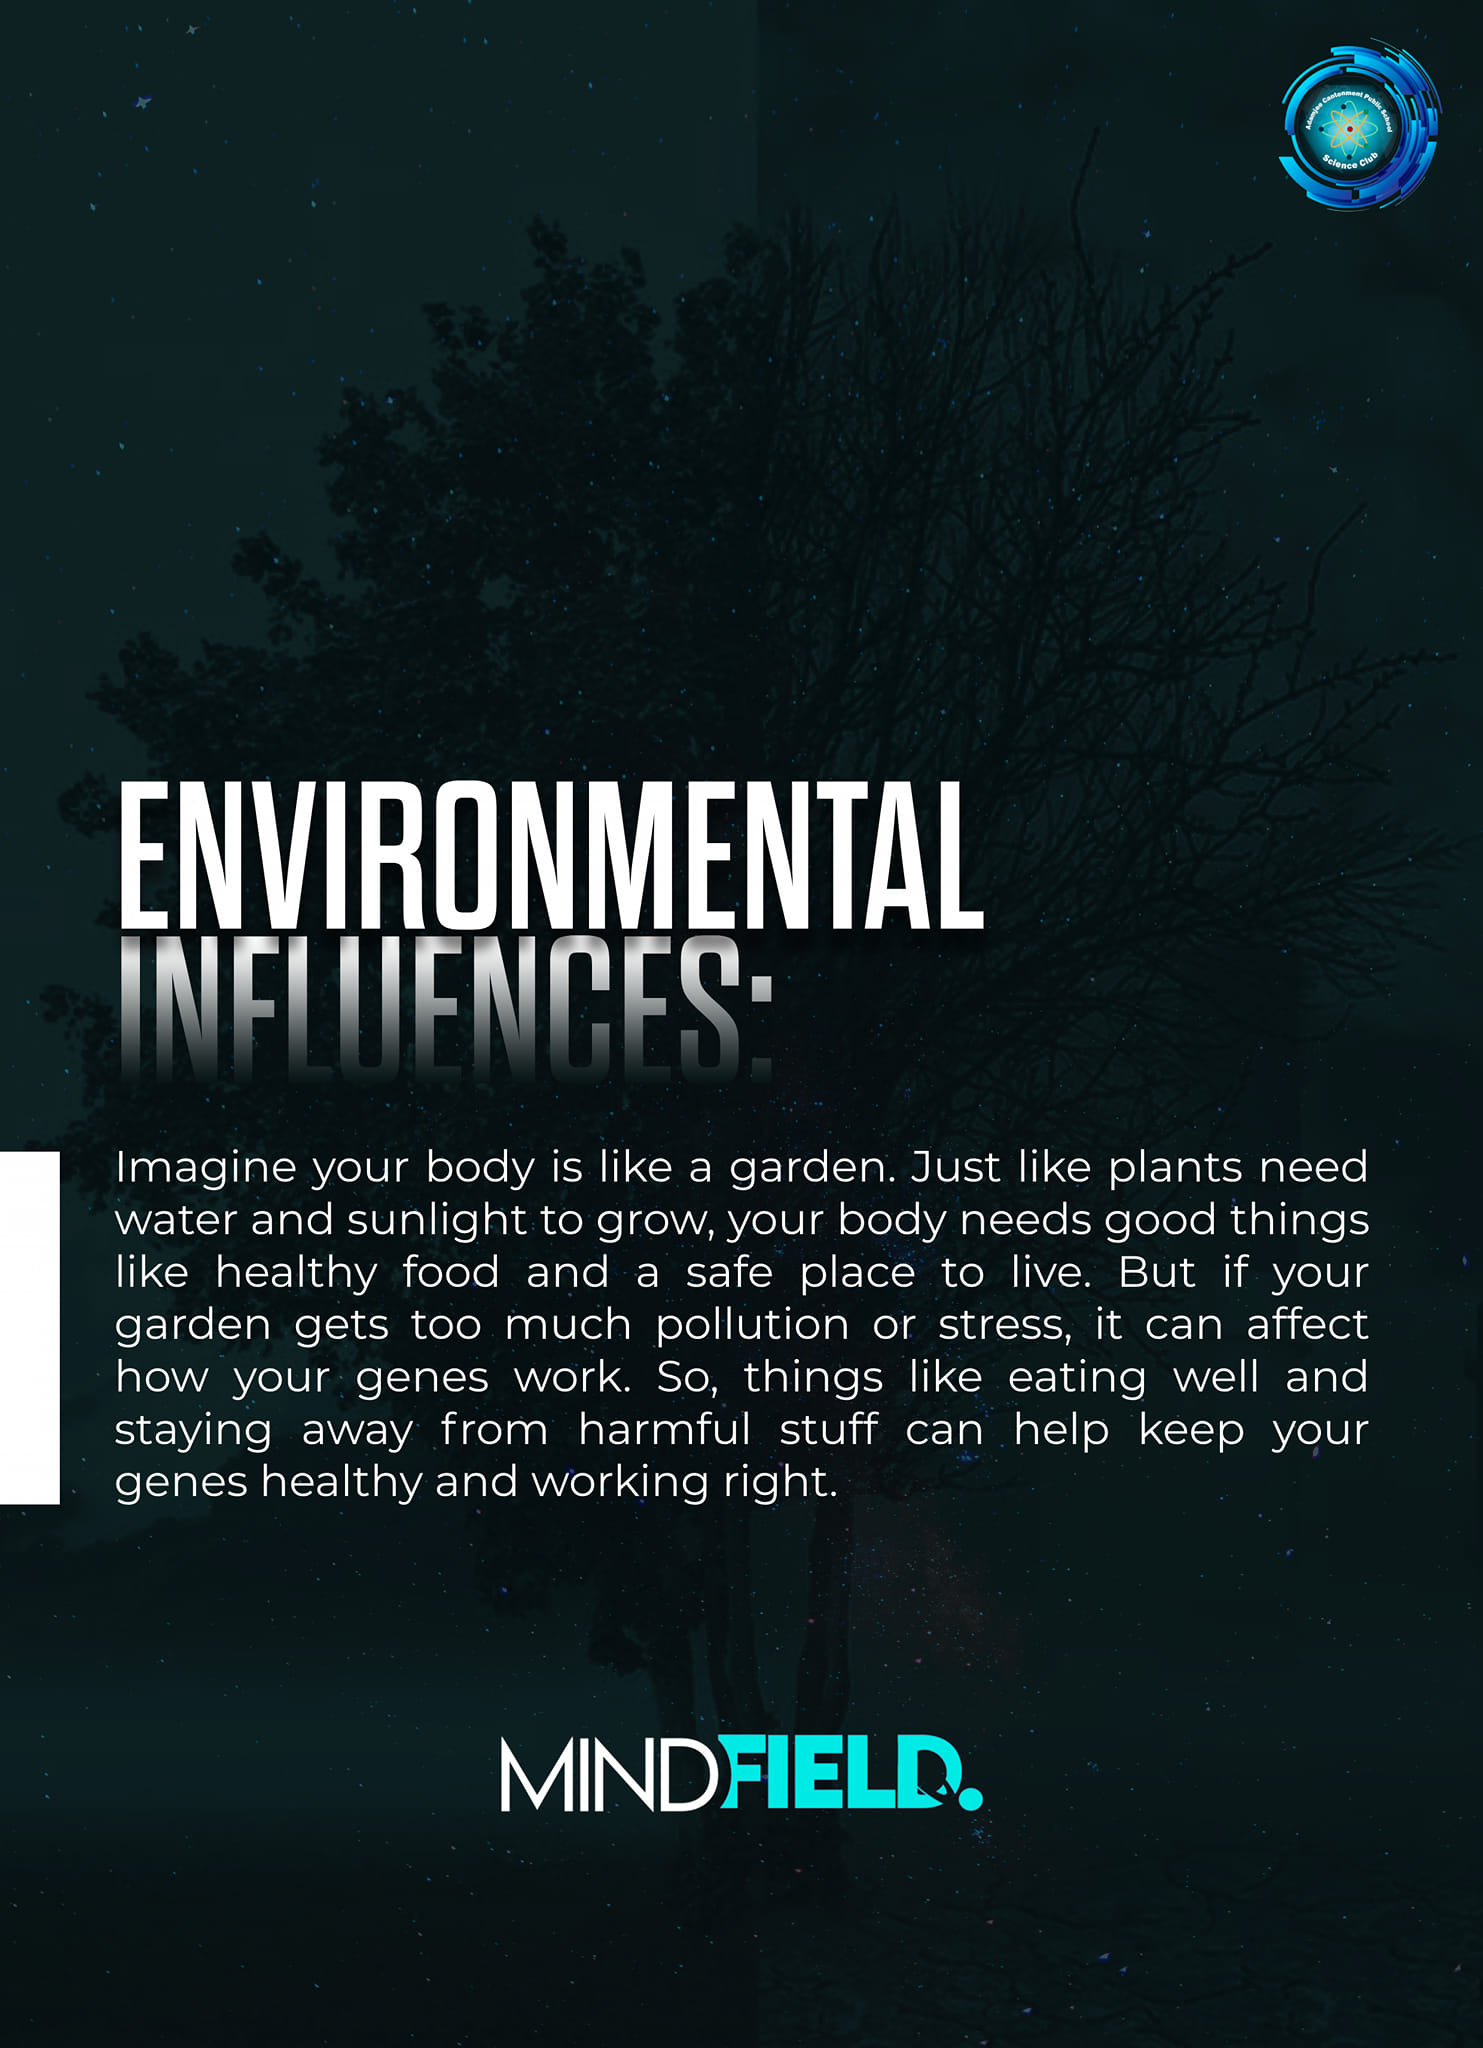 Adamjee Cantonment Public School
Science Club
ENVIRONMENTAL
INFLUENCES:
Imagine your body is like a garden. Just like plants need
water and sunlight to grow, your body needs good things
like healthy food and a safe place to live. But if your
garden gets too much pollution or stress, it can affect
how your genes work. So, things like eating well and
staying away from harmful stuff can help keep your
genes healthy and working right.
MINDFIELD.